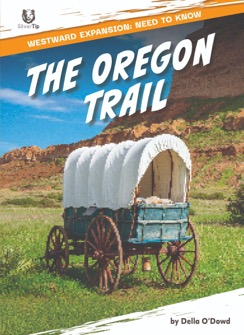 SilverTip
WESTWARD EXPANSION: NEED TO KNOW
THE OREGON
TRAIL
by Della O'Dowd